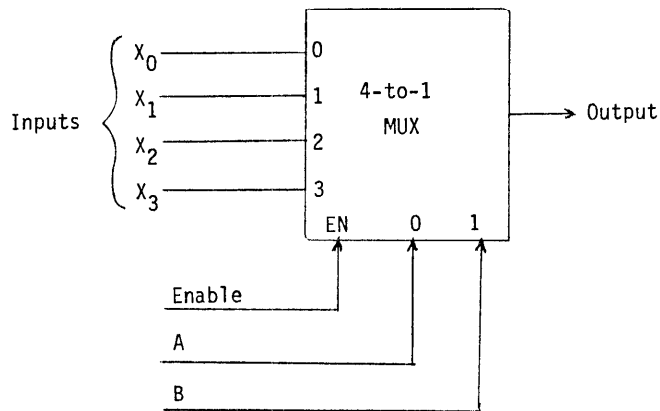 X0 0
X1 1 4-to-1
Inputs MUX Output
X2 2
X3 3
EN 0 1
Enable
A
B